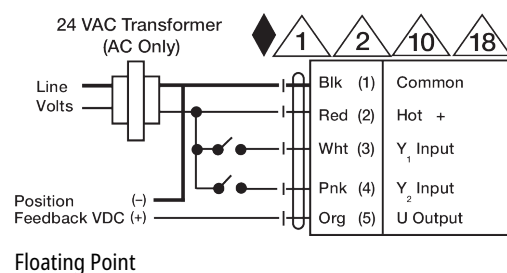 24 VAC Transformer
(AC Only)
1 2 10 18
Line
Volts
Blk (1) Common
Red (2) Hot +
Wht (3) Y1 Input
Pnk (4) Y2 Input
Org (5) U Output
Position (–)
Feedback VDC (+)
Floating Point